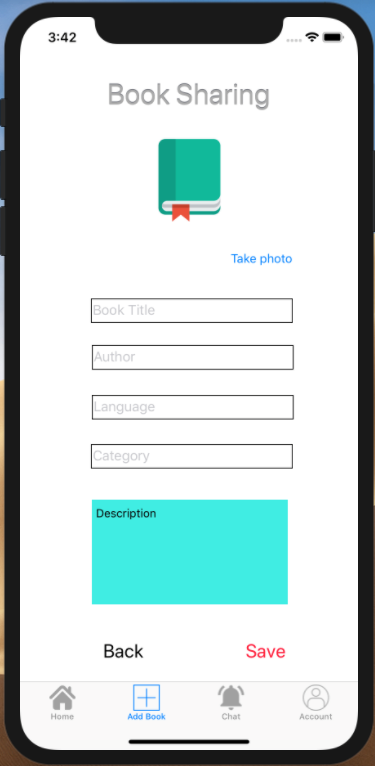 3:42
Book Sharing
Take photo
Book Title
Author
Language
Category
Description
Back Save
Home Add Book Chat Account